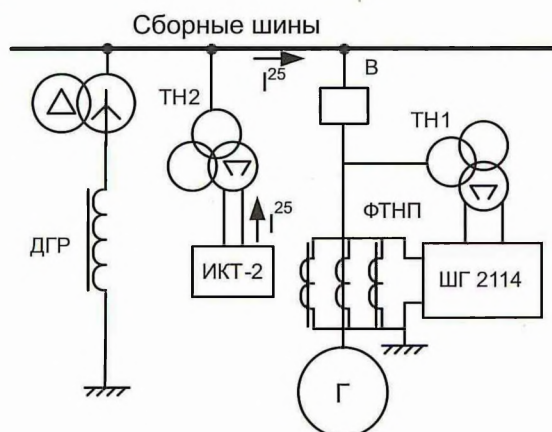 Сборные шины
I²⁵
В
ТН2
ТН1
ДГР
I²⁵
ФТНП
ИКТ-2
ШГ 2114
Г